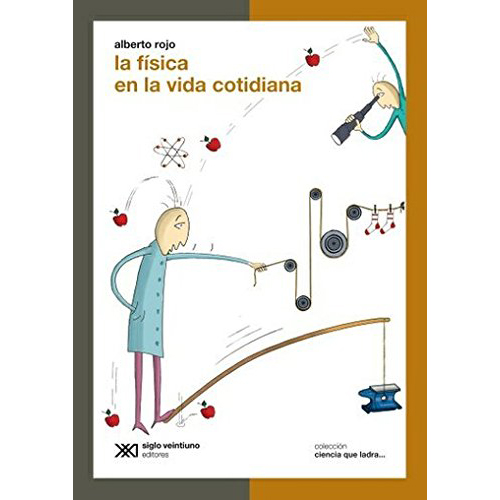 alberto rojo
la física
en la vida cotidiana
siglo veintiuno
editores
colección
ciencia que ladra...